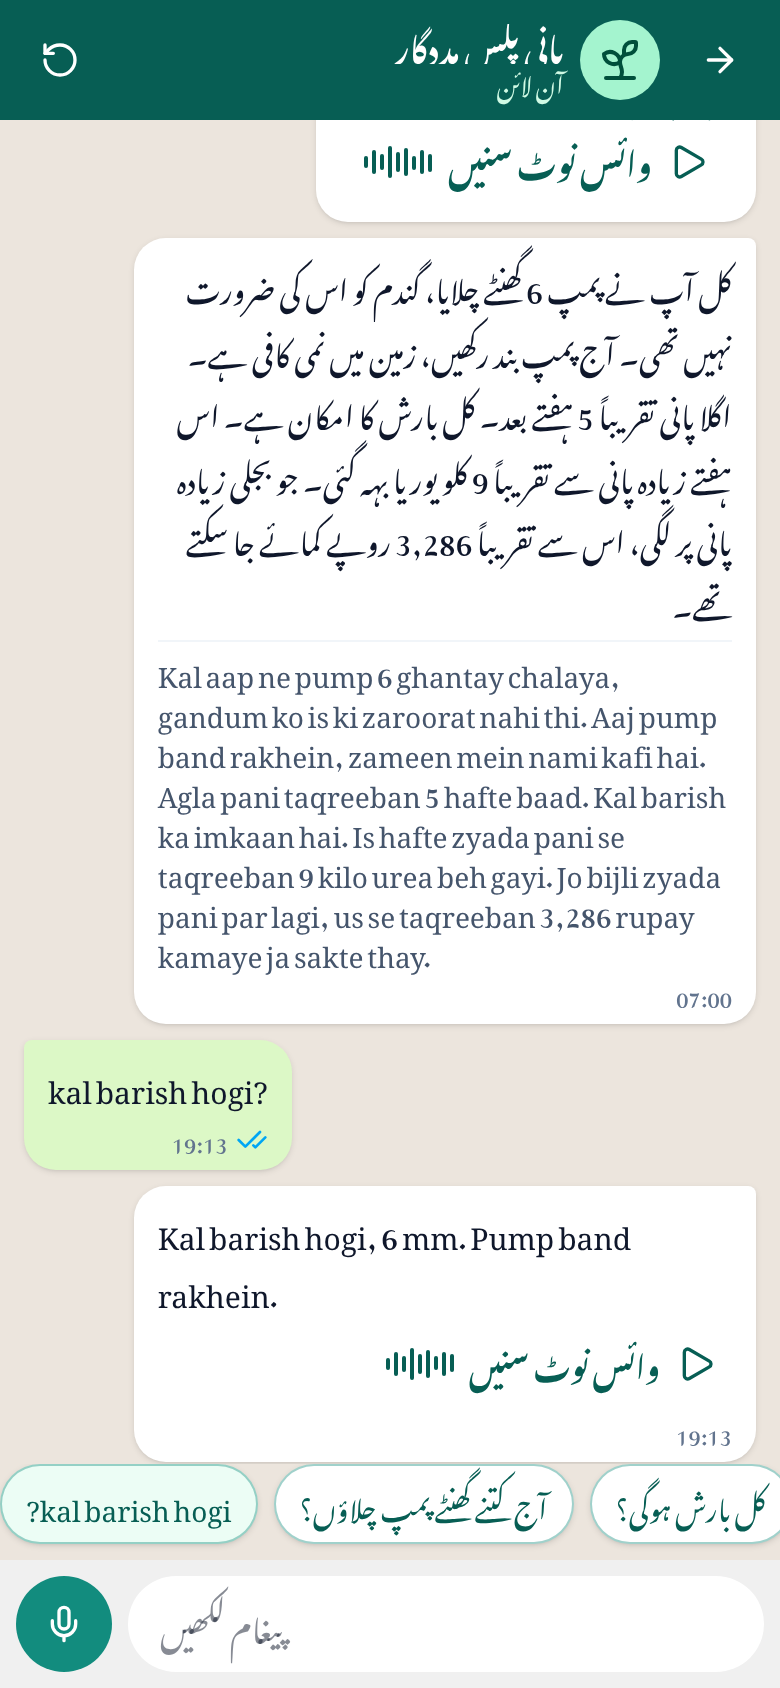 پانی پلس مددگار
آن لائن
وائس نوٹ سنیں
کل آپ نے پمپ 6 گھنٹے چلایا، گندم کو اس کی ضرورت
نہیں تھی۔ آج پمپ بند رکھیں، زمین میں نمی کافی ہے۔
اگلا پانی تقریباً 5 ہفتے بعد۔ کل بارش کا امکان ہے۔ اس
ہفتے زیادہ پانی سے تقریباً 9 کلو یوریا بہہ گئی۔ جو بجلی زیادہ
پانی پر لگی، اس سے تقریباً 3,286 روپے کمائے جا سکتے
تھے۔
Kal aap ne pump 6 ghantay chalaya,
gandum ko is ki zaroorat nahi thi. Aaj pump
band rakhein, zameen mein nami kafi hai.
Agla pani taqreeban 5 hafte baad. Kal barish
ka imkaan hai. Is hafte zyada pani se
taqreeban 9 kilo urea beh gayi. Jo bijli zyada
pani par lagi, us se taqreeban 3,286 rupay
kamaye ja sakte thay.
07:00
kal barish hogi?
19:13
Kal barish hogi, 6 mm. Pump band
rakhein.
وائس نوٹ سنیں
19:13
کل بارش ہوگی؟
آج کتنے گھنٹے پمپ چلاؤں؟
?kal barish hogi
پیغام لکھیں